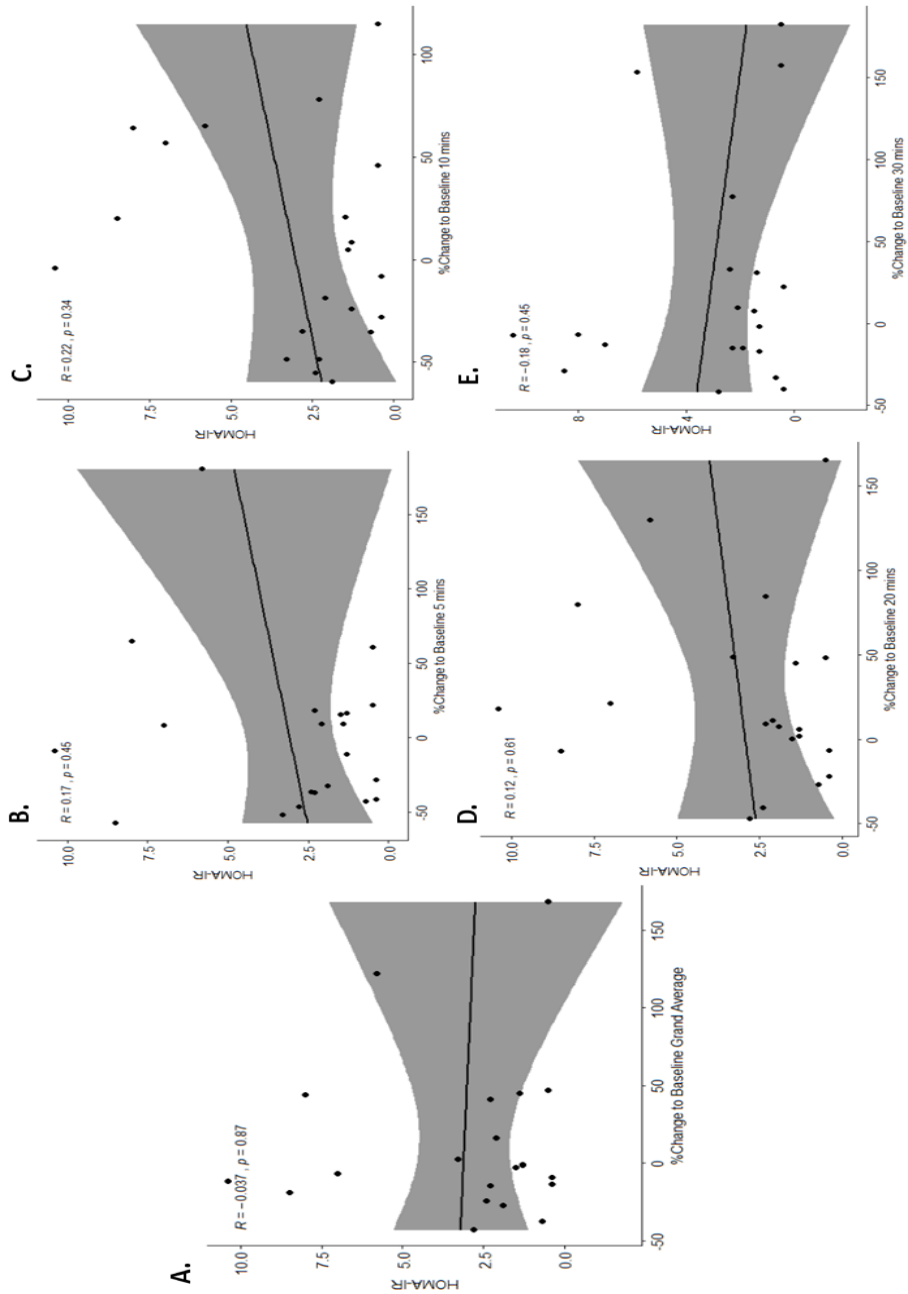 A.
R = − 0.037 , p = 0.87
HOMA-IR
10.0
7.5
5.0
2.5
0.0
-50
0
50
100
150
%Change to Baseline Grand Average
B.
R = 0.17 , p = 0.45
HOMA-IR
10.0
7.5
5.0
2.5
0.0
-50
0
50
100
150
%Change to Baseline 5 mins
C.
R = 0.22 , p = 0.34
HOMA-IR
10.0
7.5
5.0
2.5
0.0
-50
0
50
100
%Change to Baseline 10 mins
D.
R = 0.12 , p = 0.61
HOMA-IR
10.0
7.5
5.0
2.5
0.0
-50
0
50
100
150
%Change to Baseline 20 mins
E.
R = − 0.18 , p = 0.45
HOMA-IR
8
4
0
-50
0
50
100
150
%Change to Baseline 30 mins